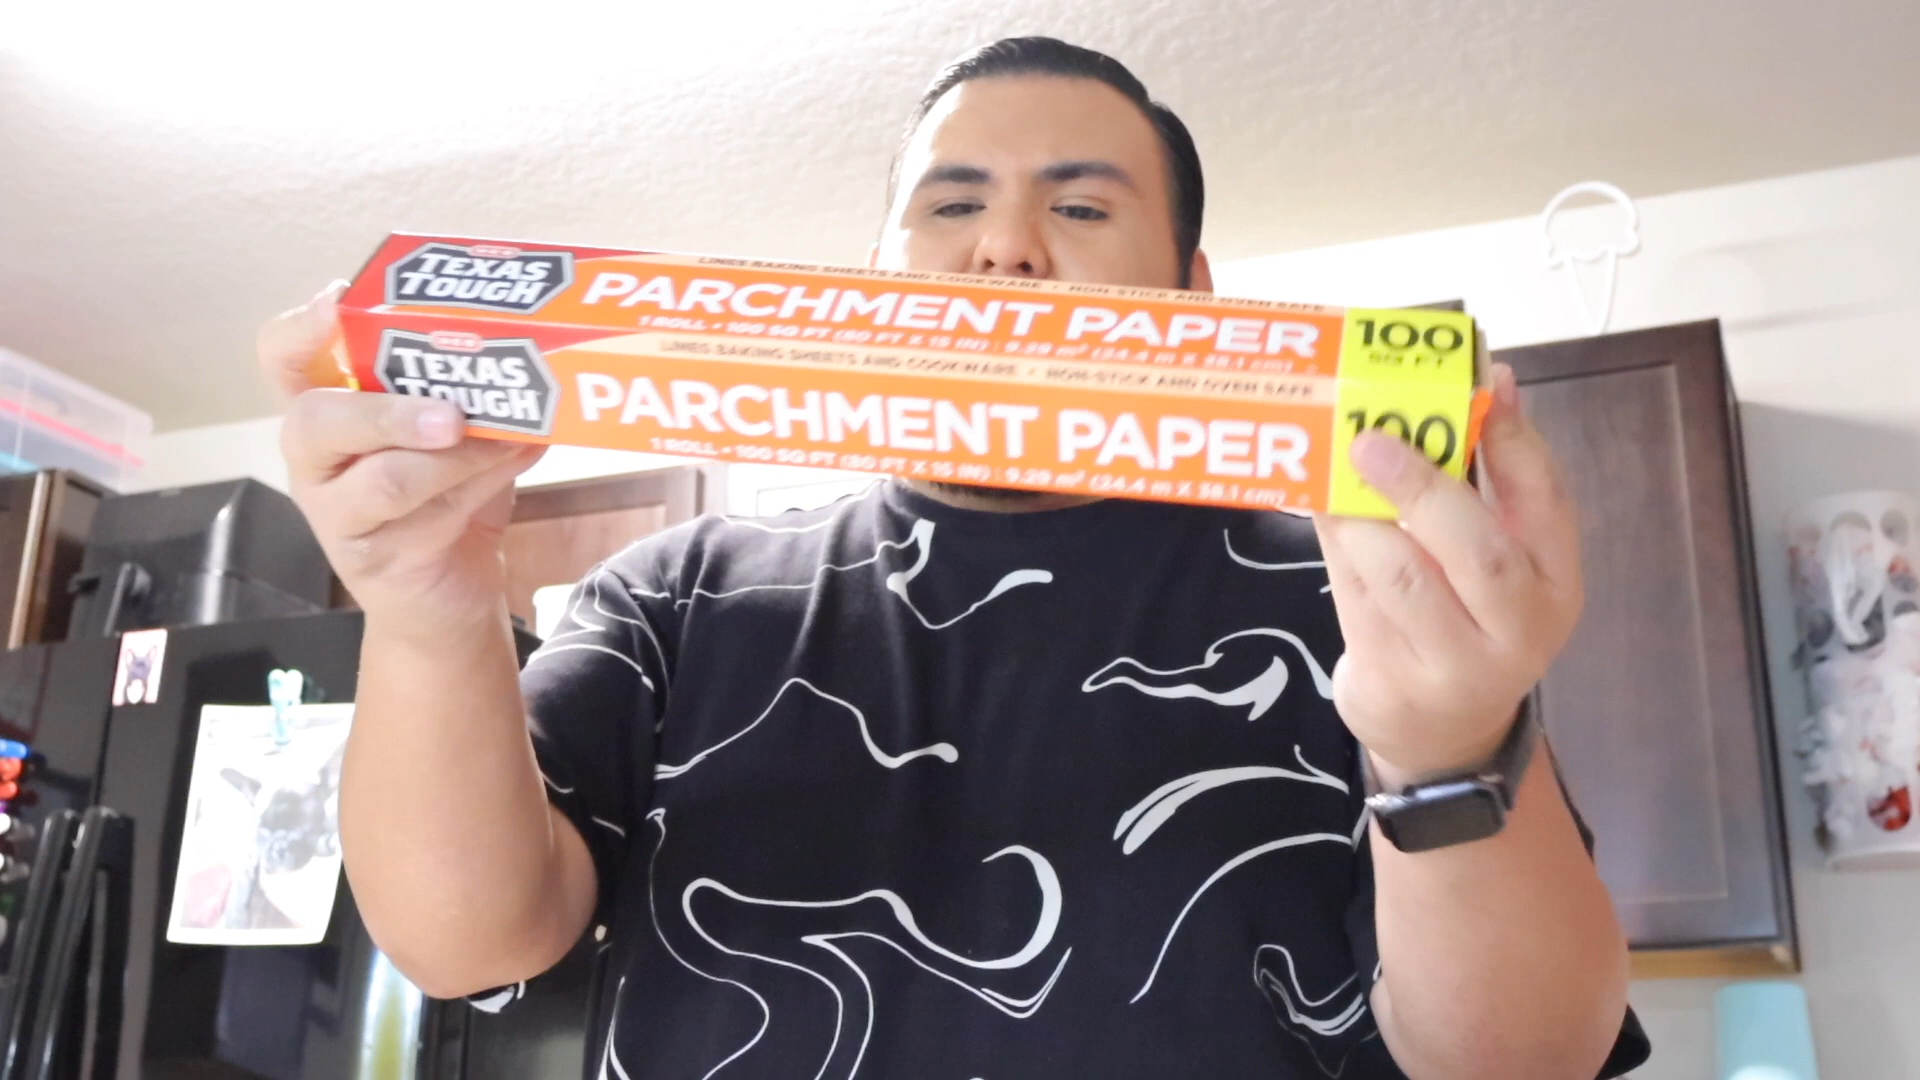 H-E-B
TEXAS
TOUGH
LINES BAKING SHEETS AND COOKWARE • NON-STICK AND OVEN SAFE
PARCHMENT PAPER
1 ROLL • 100 SQ FT (80 FT X 15 IN) | 9.29 m² (24.4 m X 38.1 cm)
100
SQ FT
H-E-B
TEXAS
TOUGH
LINES BAKING SHEETS AND COOKWARE • NON-STICK AND OVEN SAFE
PARCHMENT PAPER
1 ROLL • 100 SQ FT (80 FT X 15 IN) | 9.29 m² (24.4 m X 38.1 cm)
100